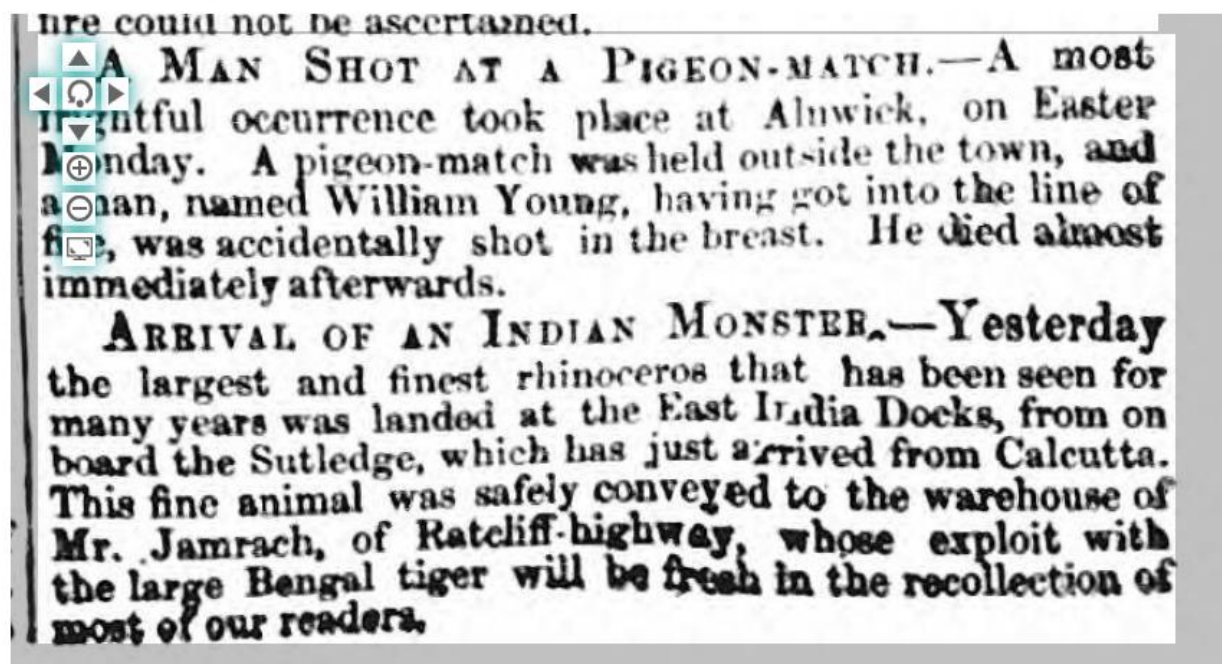 fire could not be ascertained.
A MAN SHOT AT A PIGEON-MATCH.—A most
frightful occurrence took place at Alnwick, on Easter
Monday. A pigeon-match was held outside the town, and
a man, named William Young, having got into the line of
fire, was accidentally shot in the breast. He died almost
immediately afterwards.
ARRIVAL OF AN INDIAN MONSTER.—Yesterday
the largest and finest rhinoceros that has been seen for
many years was landed at the East India Docks, from on
board the Sutledge, which has just arrived from Calcutta.
This fine animal was safely conveyed to the warehouse of
Mr. Jamrach, of Ratcliff-highway, whose exploit with
the large Bengal tiger will be fresh in the recollection of
most of our readers.